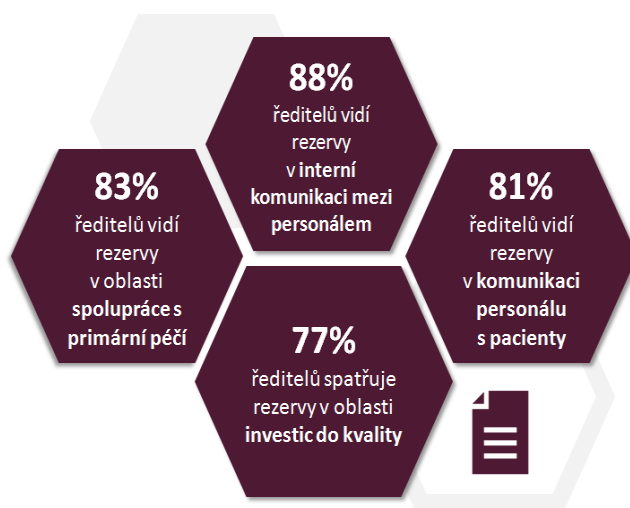 88%
ředitelů vidí
rezervy
v interní
komunikaci mezi
personálem
83%
ředitelů vidí
rezervy
v oblasti
spolupráce s
primární péčí
81%
ředitelů vidí
rezervy
v komunikaci
personálu
s pacienty
77%
ředitelů spatřuje
rezervy v oblasti
investic do kvality